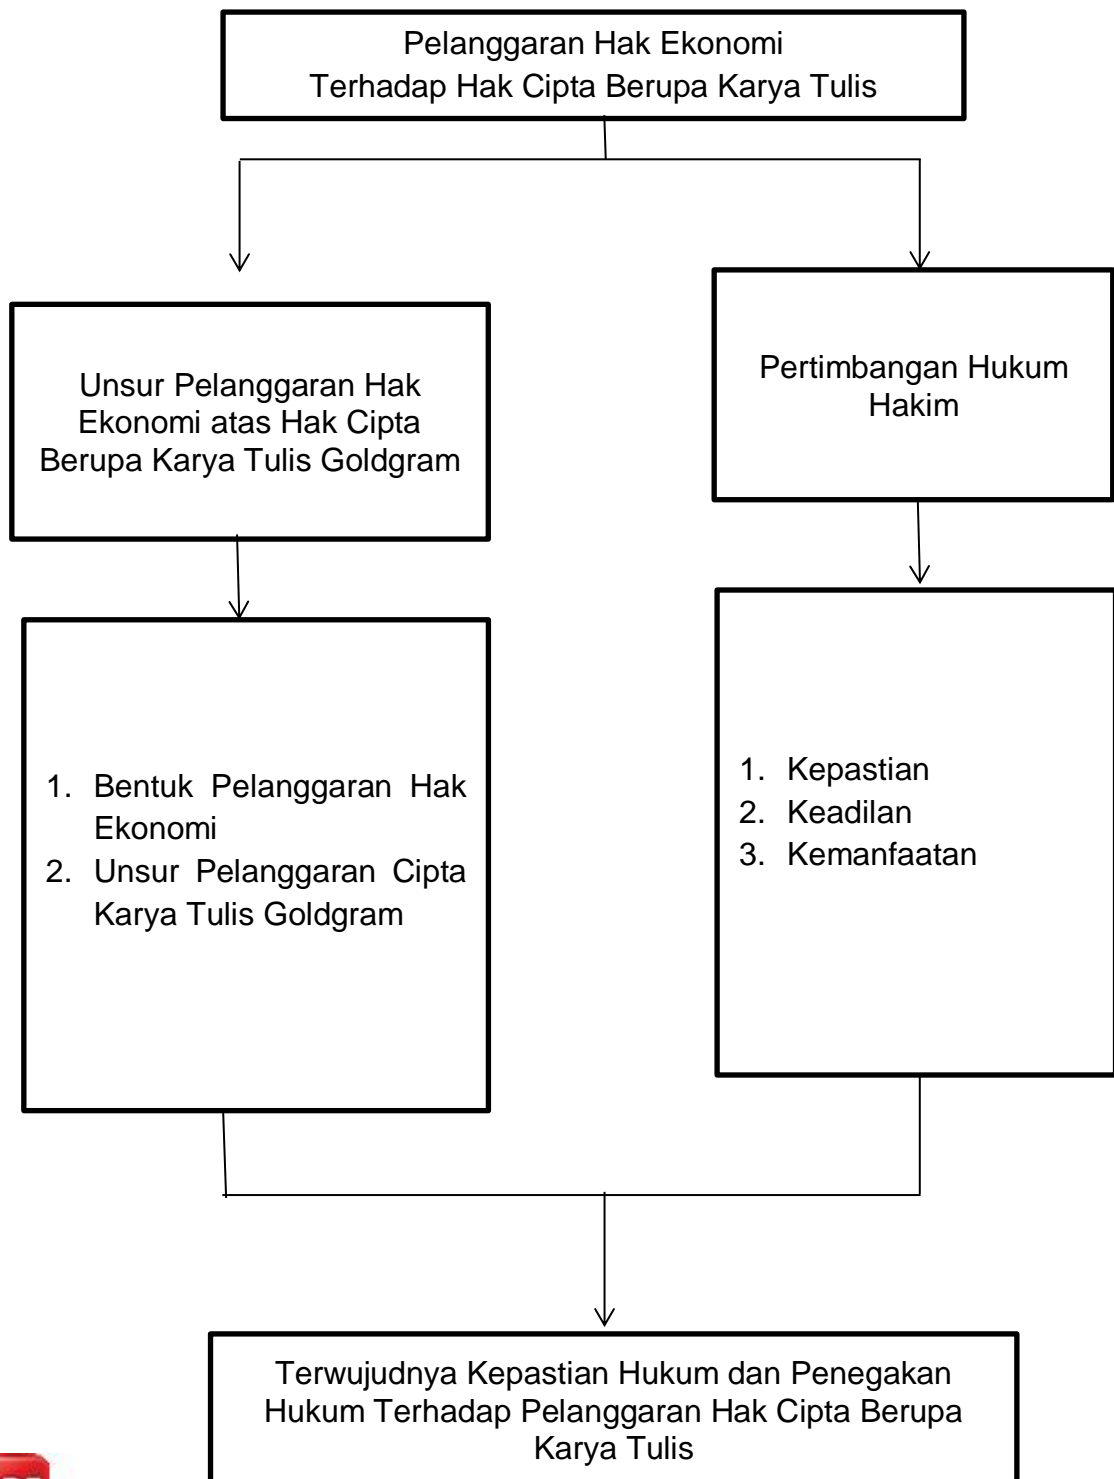 Pelanggaran Hak Ekonomi
Terhadap Hak Cipta Berupa Karya Tulis
Unsur Pelanggaran Hak
Ekonomi atas Hak Cipta
Berupa Karya Tulis Goldgram
Pertimbangan Hukum
Hakim
1. Bentuk Pelanggaran Hak
Ekonomi
2. Unsur Pelanggaran Cipta
Karya Tulis Goldgram
1. Kepastian
2. Keadilan
3. Kemanfaatan
Terwujudnya Kepastian Hukum dan Penegakan
Hukum Terhadap Pelanggaran Hak Cipta Berupa
Karya Tulis